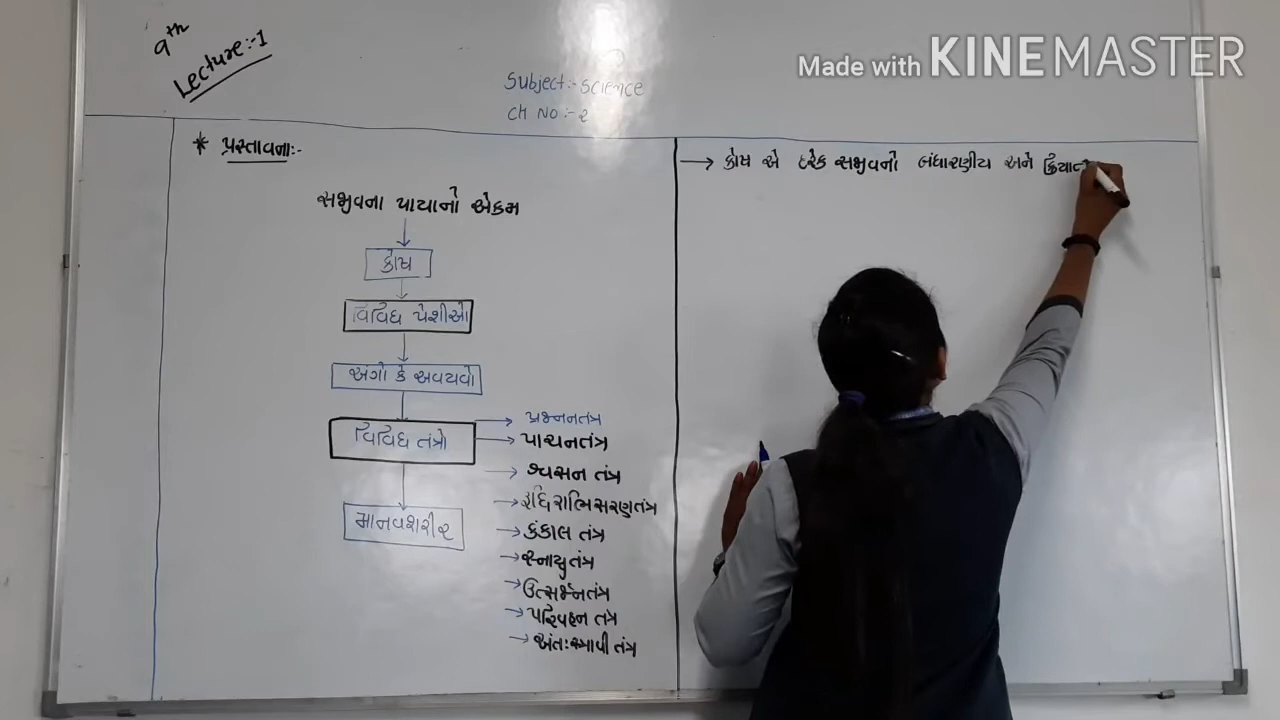 9th
Lecture:-1
Made with KINEMASTER
Subject:- Science
CH NO:-2
* પ્રસ્તાવના:-
સજીવના પાયાનો એકમ
કોષ
વિવિધ પેશીઓ
અંગો કે અવયવો
વિવિધ તંત્રો
માનવશરીર
પ્રજનનતંત્ર
→ પાચનતંત્ર
→ શ્વસન તંત્ર
→ રૂધિરાભિસરણતંત્ર
→ કંકાલ તંત્ર
→ સ્નાયુતંત્ર
→ ઉત્સર્જનતંત્ર
→ પરિવહન તંત્ર
→ અંતઃસ્ત્રાવી તંત્ર
→ કોષ એ દરેક સજીવનો બંધારણીય અને ક્રિયાત્